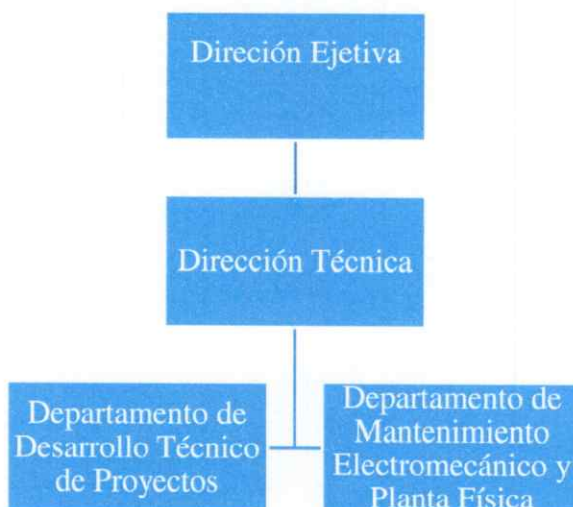 Direción Ejetiva
Dirección Técnica
Departamento de
Desarrollo Técnico
de Proyectos
Departamento de
Mantenimiento
Electromecánico y
Planta Física